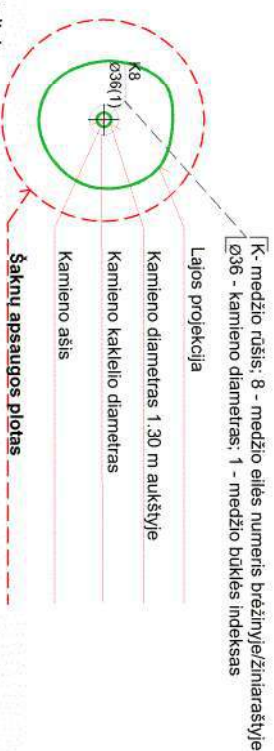 K- medžio rūšis; 8 - medžio eilės numeris brėžinyje/žiniaraštyje
Ø36 - kamieno diametras; 1 - medžio būklės indeksas
K8
Ø36(1)
Lajos projekcija
Kamieno diametras 1.30 m aukštyje
Kamieno kaklelio diametras
Kamieno ašis
Šaknų apsaugos plotas